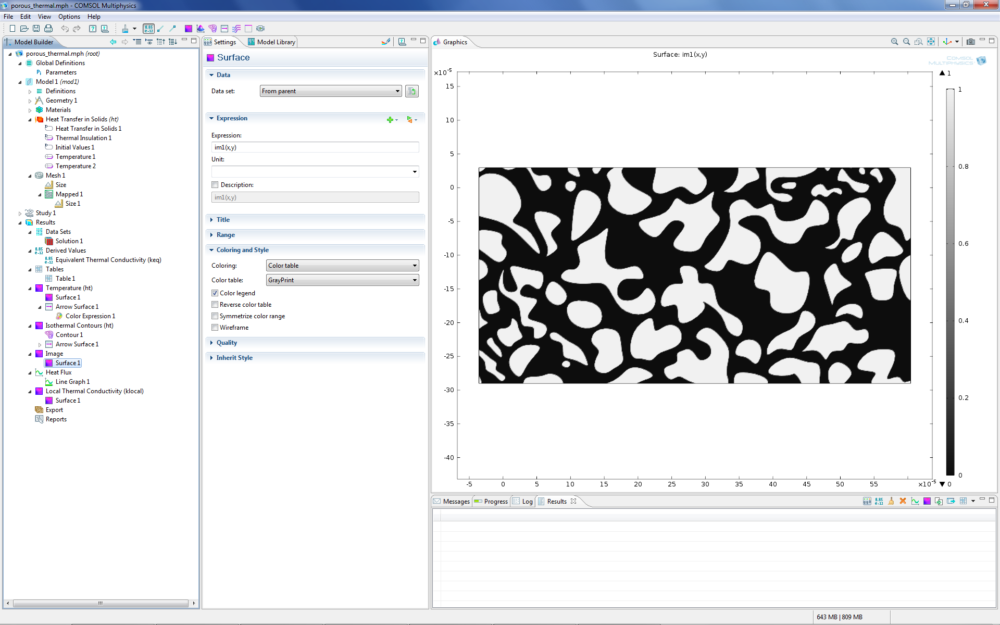 porous_thermal.mph - COMSOL Multiphysics
File Edit View Options Help
Model Builder
porous_thermal.mph (root)
Global Definitions
Pi Parameters
Model 1 (mod1)
Definitions
Geometry 1
Materials
Heat Transfer in Solids (ht)
Heat Transfer in Solids 1
Thermal Insulation 1
Initial Values 1
Temperature 1
Temperature 2
Mesh 1
Size
Mapped 1
Size 1
Study 1
Results
Data Sets
Solution 1
Derived Values
Equivalent Thermal Conductivity (keq)
Tables
Table 1
Temperature (ht)
Surface 1
Arrow Surface 1
Color Expression 1
Isothermal Contours (ht)
Contour 1
Arrow Surface 1
Image
Surface 1
Heat Flux
Line Graph 1
Local Thermal Conductivity (klocal)
Surface 1
Export
Reports
Settings Model Library
Surface
Data
Data set: From parent
Expression
Expression:
im1(x,y)
Unit:
Description:
im1(x,y)
Title
Range
Coloring and Style
Coloring: Color table
Color table: GrayPrint
Color legend
Reverse color table
Symmetrize color range
Wireframe
Quality
Inherit Style
Graphics
Surface: im1(x,y)
COMSOL
MULTIPHYSICS
×10⁻⁵
15
10
5
0
-5
-10
-15
-20
-25
-30
-35
-40
-5 0 5 10 15 20 25 30 35 40 45 50 55 ×10⁻⁵
▲ 1
1
0.8
0.6
0.4
0.2
0
▼ 0
Messages Progress Log Results
8.85
e-12
643 MB | 809 MB